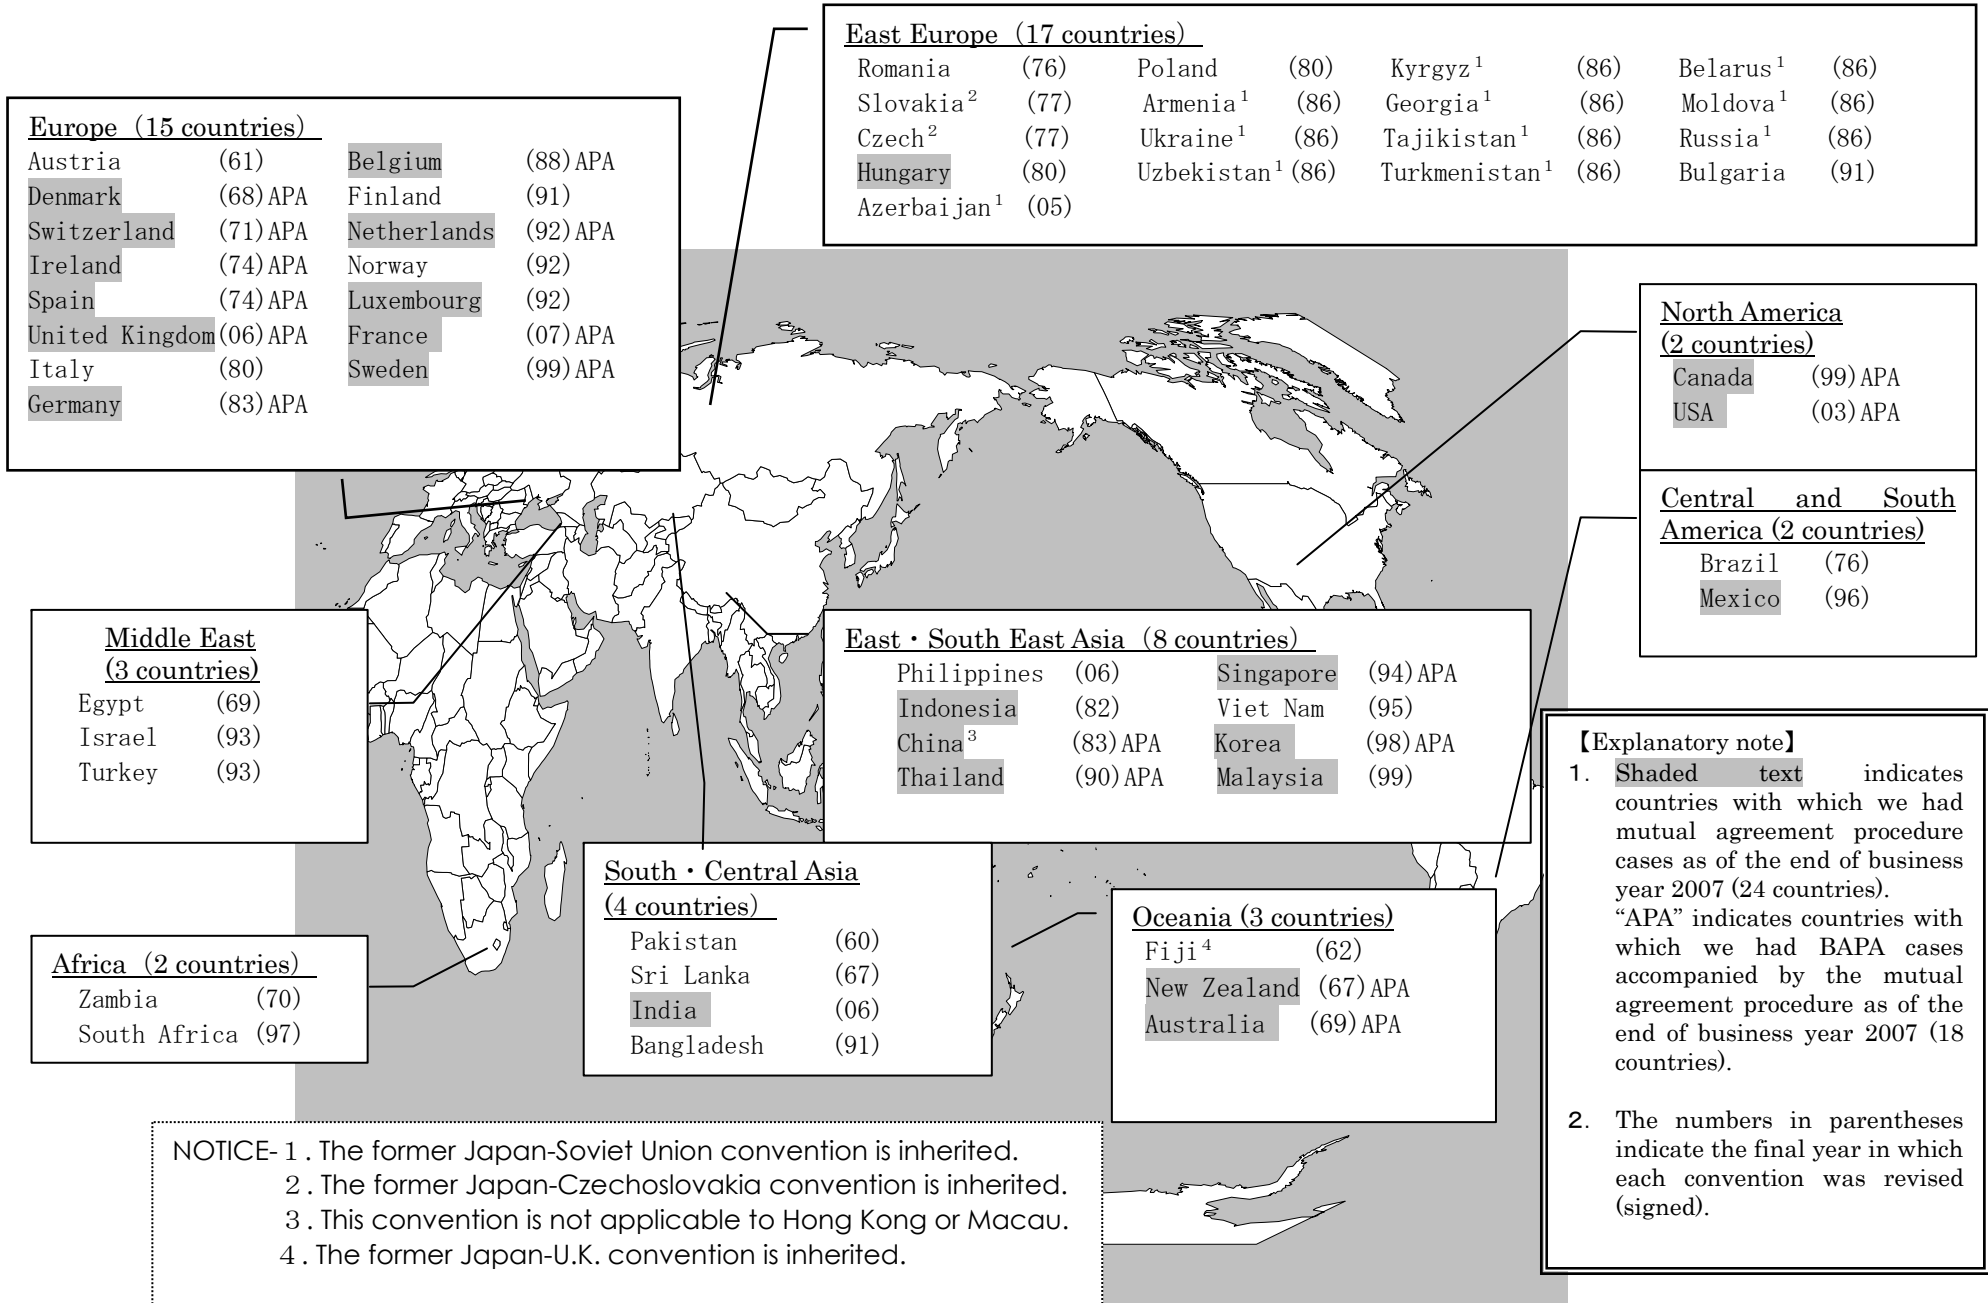 East Europe (17 countries)
Romania (76) Poland (80) Kyrgyz¹ (86) Belarus¹ (86)
Slovakia² (77) Armenia¹ (86) Georgia¹ (86) Moldova¹ (86)
Czech² (77) Ukraine¹ (86) Tajikistan¹ (86) Russia¹ (86)
Hungary (80) Uzbekistan¹ (86) Turkmenistan¹ (86) Bulgaria (91)
Azerbaijan¹ (05)
Europe (15 countries)
Austria (61) Belgium (88) APA
Denmark (68) APA Finland (91)
Switzerland (71) APA Netherlands (92) APA
Ireland (74) APA Norway (92)
Spain (74) APA Luxembourg (92)
United Kingdom (06) APA France (07) APA
Italy (80) Sweden (99) APA
Germany (83) APA
North America
(2 countries)
Canada (99) APA
USA (03) APA
Central and South
America (2 countries)
Brazil (76)
Mexico (96)
Middle East
(3 countries)
Egypt (69)
Israel (93)
Turkey (93)
East・South East Asia (8 countries)
Philippines (06) Singapore (94) APA
Indonesia (82) Viet Nam (95)
China³ (83) APA Korea (98) APA
Thailand (90) APA Malaysia (99)
South・Central Asia
(4 countries)
Pakistan (60)
Sri Lanka (67)
India (06)
Bangladesh (91)
Oceania (3 countries)
Fiji⁴ (62)
New Zealand (67) APA
Australia (69) APA
Africa (2 countries)
Zambia (70)
South Africa (97)
【Explanatory note】
1. Shaded text indicates
countries with which we had
mutual agreement procedure
cases as of the end of business
year 2007 (24 countries).
“APA” indicates countries with
which we had BAPA cases
accompanied by the mutual
agreement procedure as of the
end of business year 2007 (18
countries).
2. The numbers in parentheses
indicate the final year in which
each convention was revised
(signed).
NOTICE-１. The former Japan-Soviet Union convention is inherited.
２. The former Japan-Czechoslovakia convention is inherited.
３. This convention is not applicable to Hong Kong or Macau.
４. The former Japan-U.K. convention is inherited.